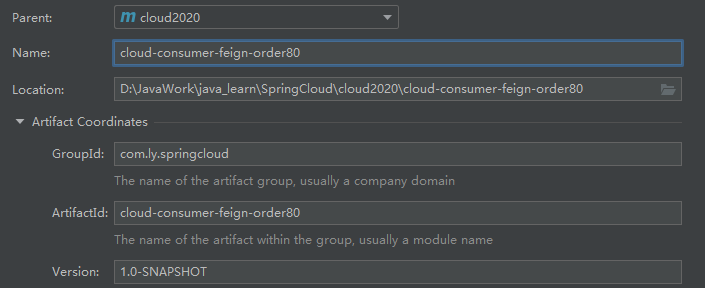 Parent: m cloud2020
Name: cloud-consumer-feign-order80
Location: D:\JavaWork\java_learn\SpringCloud\cloud2020\cloud-consumer-feign-order80
Artifact Coordinates
GroupId: com.ly.springcloud
The name of the artifact group, usually a company domain
ArtifactId: cloud-consumer-feign-order80
The name of the artifact within the group, usually a module name
Version: 1.0-SNAPSHOT